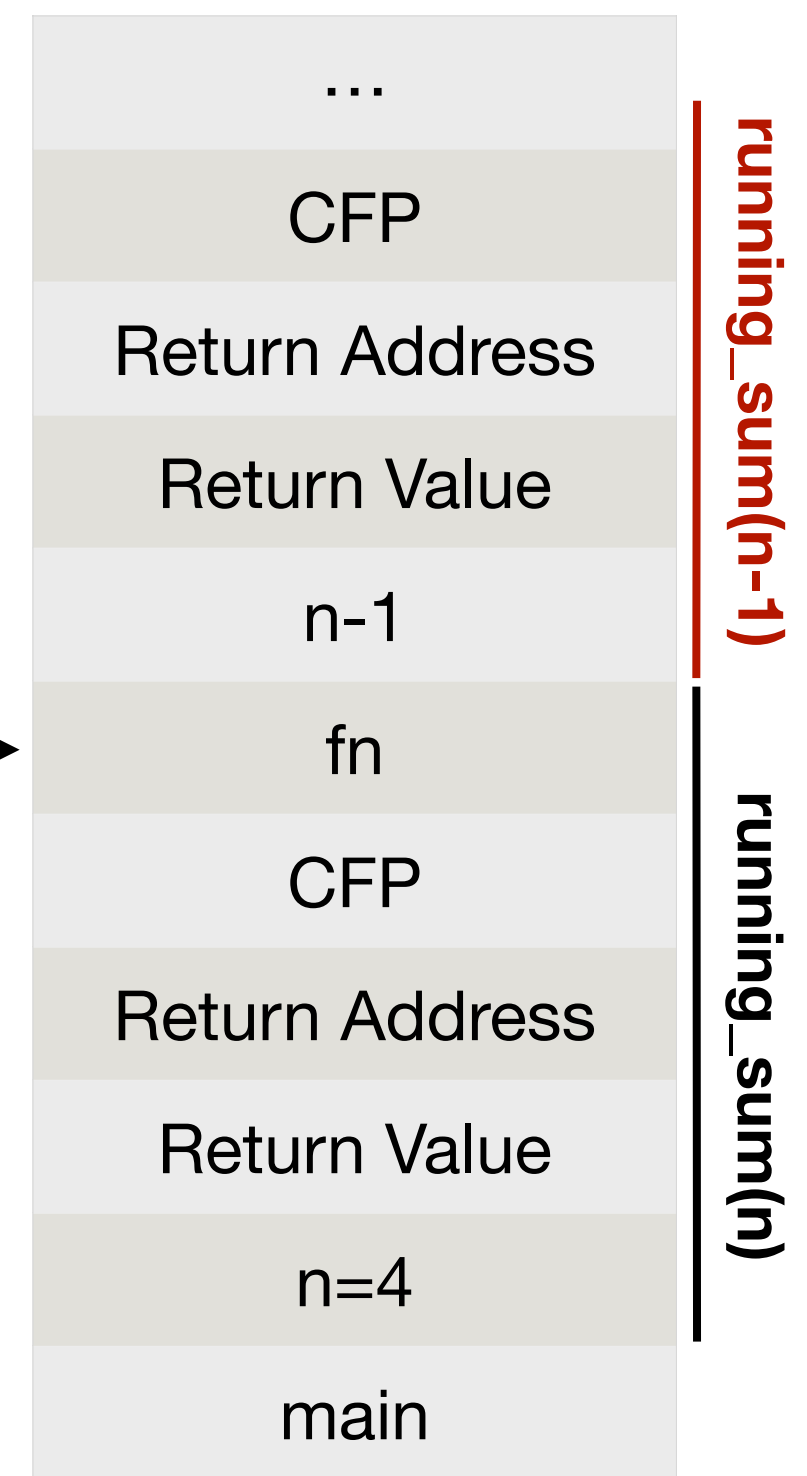 ...
CFP
Return Address
Return Value
n-1
fn
CFP
Return Address
Return Value
n=4
main
running_sum(n-1)
running_sum(n)